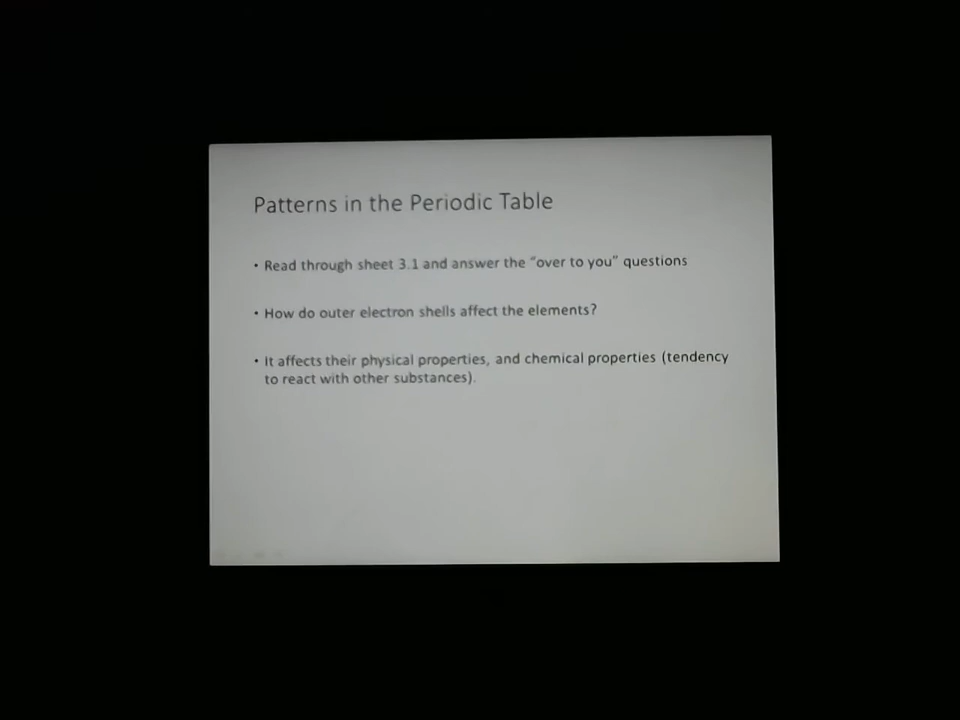 Patterns in the Periodic Table
• Read through sheet 3.1 and answer the "over to you" questions
• How do outer electron shells affect the elements?
• It affects their physical properties, and chemical properties (tendency
to react with other substances).